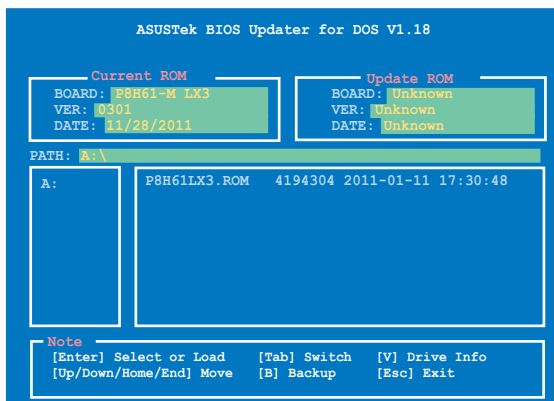 ASUSTek BIOS Updater for DOS V1.18
Current ROM
BOARD: P8H61-M LX3
VER: 0301
DATE: 11/28/2011
Update ROM
BOARD: Unknown
VER: Unknown
DATE: Unknown
PATH: A:\
A:
P8H61LX3.ROM 4194304 2011-01-11 17:30:48
Note
[Enter] Select or Load [Tab] Switch [V] Drive Info
[Up/Down/Home/End] Move [B] Backup [Esc] Exit